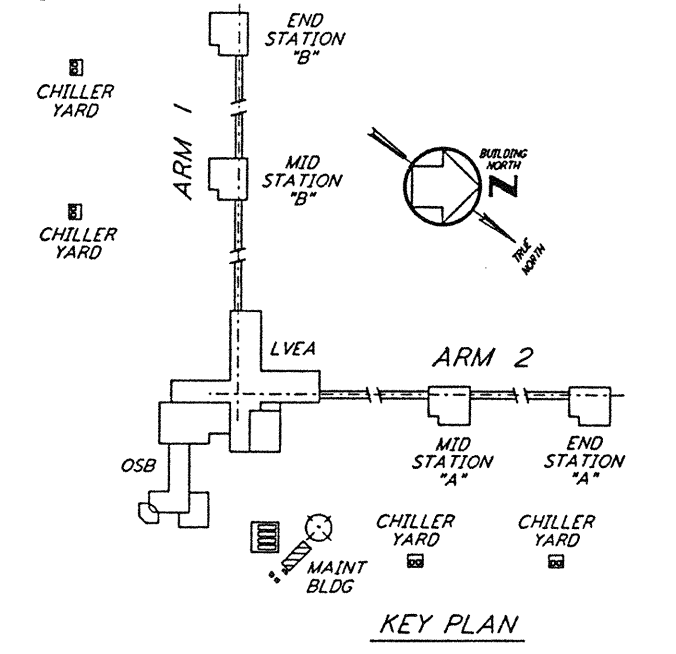 END
STATION
"B"
CHILLER
YARD
ARM 1
MID
STATION
"B"
BUILDING
NORTH
N
TRUE
NORTH
CHILLER
YARD
LVEA
ARM 2
MID
STATION
"A"
END
STATION
"A"
OSB
CHILLER
YARD
CHILLER
YARD
MAINT
BLDG
KEY PLAN